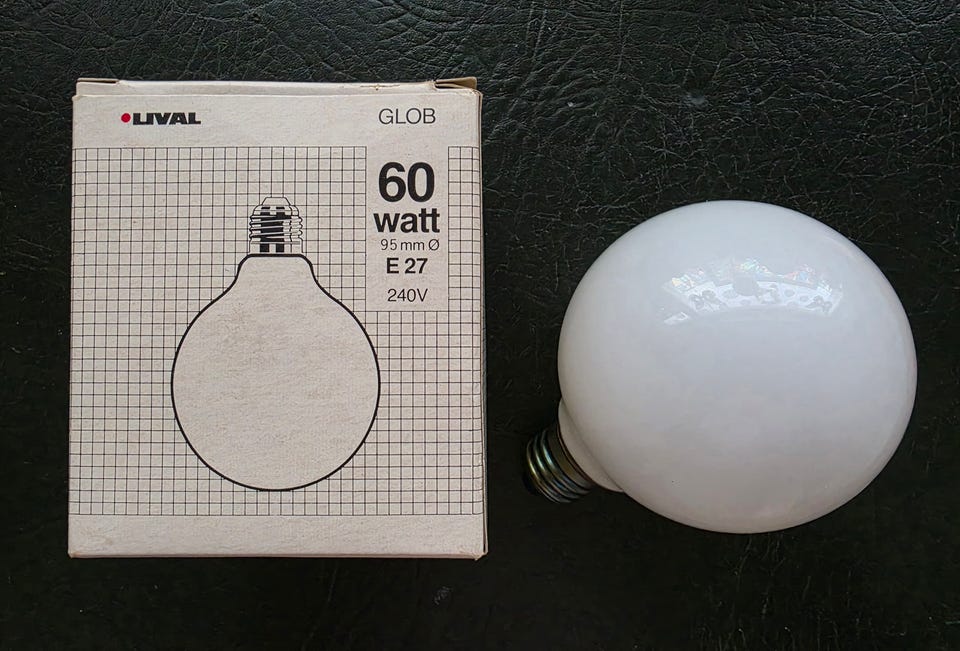 LIVAL
GLOB
60
watt
95 mm Ø
E 27
240V